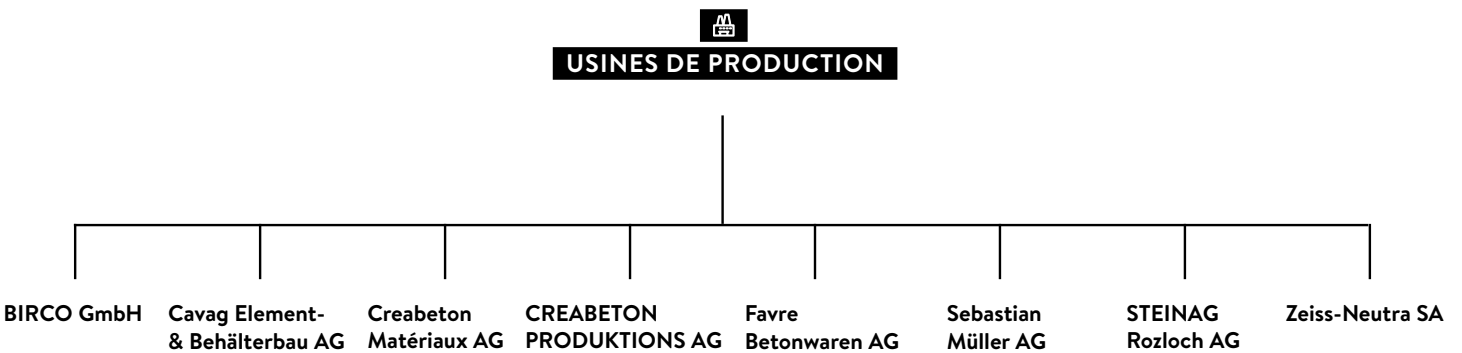 USINES DE PRODUCTION
BIRCO GmbH
Cavag Element-
& Behälterbau AG
Creabeton
Matériaux AG
CREABETON
PRODUKTIONS AG
Favre
Betonwaren AG
Sebastian
Müller AG
STEINAG
Rozloch AG
Zeiss-Neutra SA